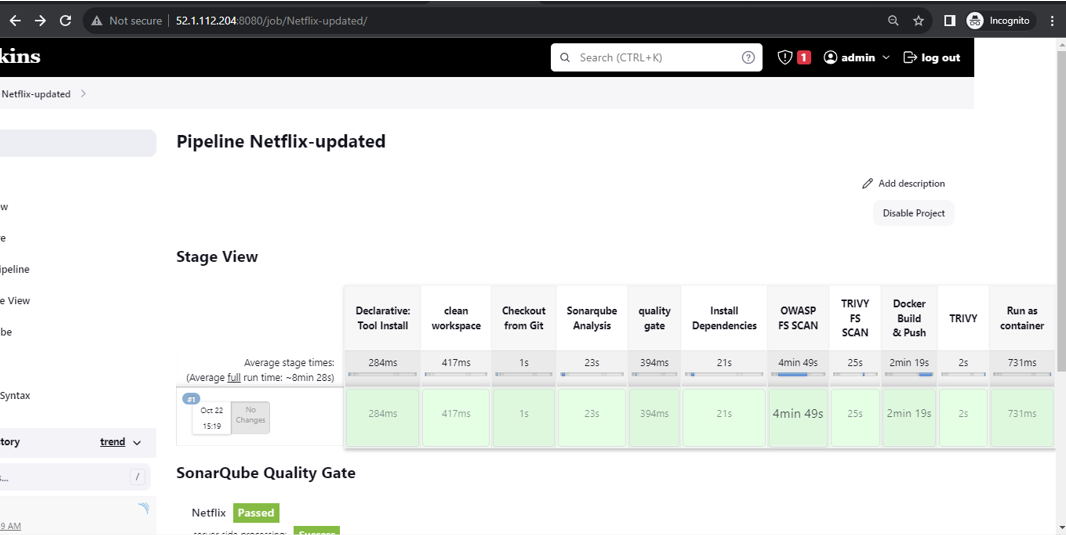 Not secure 52.1.112.204:8080/job/Netflix-updated/ Incognito
kins Search (CTRL+K) 1 admin log out
Netflix-updated
Pipeline Netflix-updated
Add description
Disable Project
w
e
ipeline
e View
be
Syntax
tory trend
s... /
9 AM
Stage View
Declarative: Tool Install
clean workspace
Checkout from Git
Sonarqube Analysis
quality gate
Install Dependencies
OWASP FS SCAN
TRIVY FS SCAN
Docker Build & Push
TRIVY
Run as container
Average stage times:
(Average full run time: ~8min 28s)
284ms 417ms 1s 23s 394ms 21s 4min 49s 25s 2min 19s 2s 731ms
#1
Oct 22
15:19
No Changes
284ms 417ms 1s 23s 394ms 21s 4min 49s 25s 2min 19s 2s 731ms
SonarQube Quality Gate
Netflix Passed
server-side processing: Success